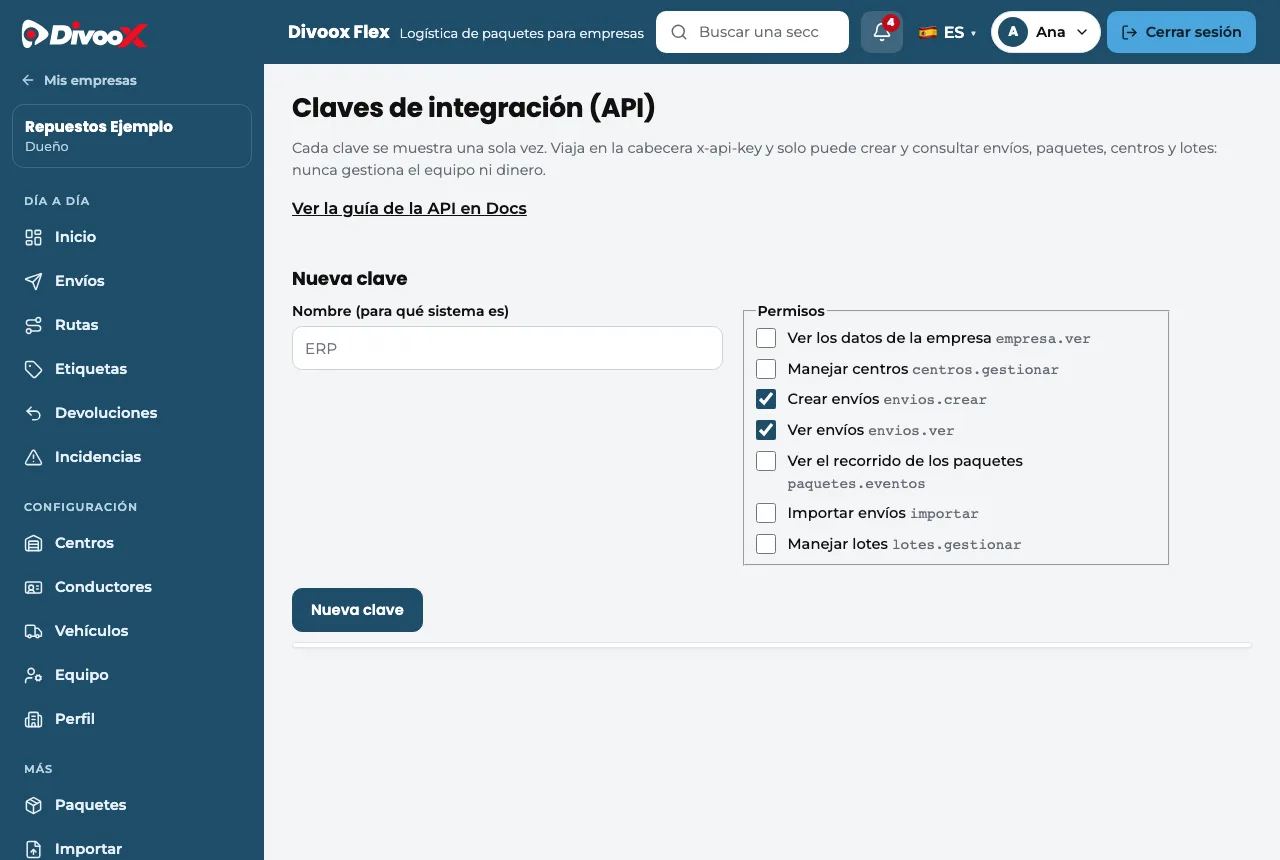 DivooX
Divoox Flex Logística de paquetes para empresas
Buscar una secc
4
ES
A Ana
Cerrar sesión
Mis empresas
Repuestos Ejemplo
Dueño
DÍA A DÍA
Inicio
Envíos
Rutas
Etiquetas
Devoluciones
Incidencias
CONFIGURACIÓN
Centros
Conductores
Vehículos
Equipo
Perfil
MÁS
Paquetes
Importar
Claves de integración (API)
Cada clave se muestra una sola vez. Viaja en la cabecera x-api-key y solo puede crear y consultar envíos, paquetes, centros y lotes:
nunca gestiona el equipo ni dinero.
Ver la guía de la API en Docs
Nueva clave
Nombre (para qué sistema es)
ERP
Permisos
Ver los datos de la empresa empresa.ver
Manejar centros centros.gestionar
Crear envíos envios.crear
Ver envíos envios.ver
Ver el recorrido de los paquetes
paquetes.eventos
Importar envíos importar
Manejar lotes lotes.gestionar
Nueva clave